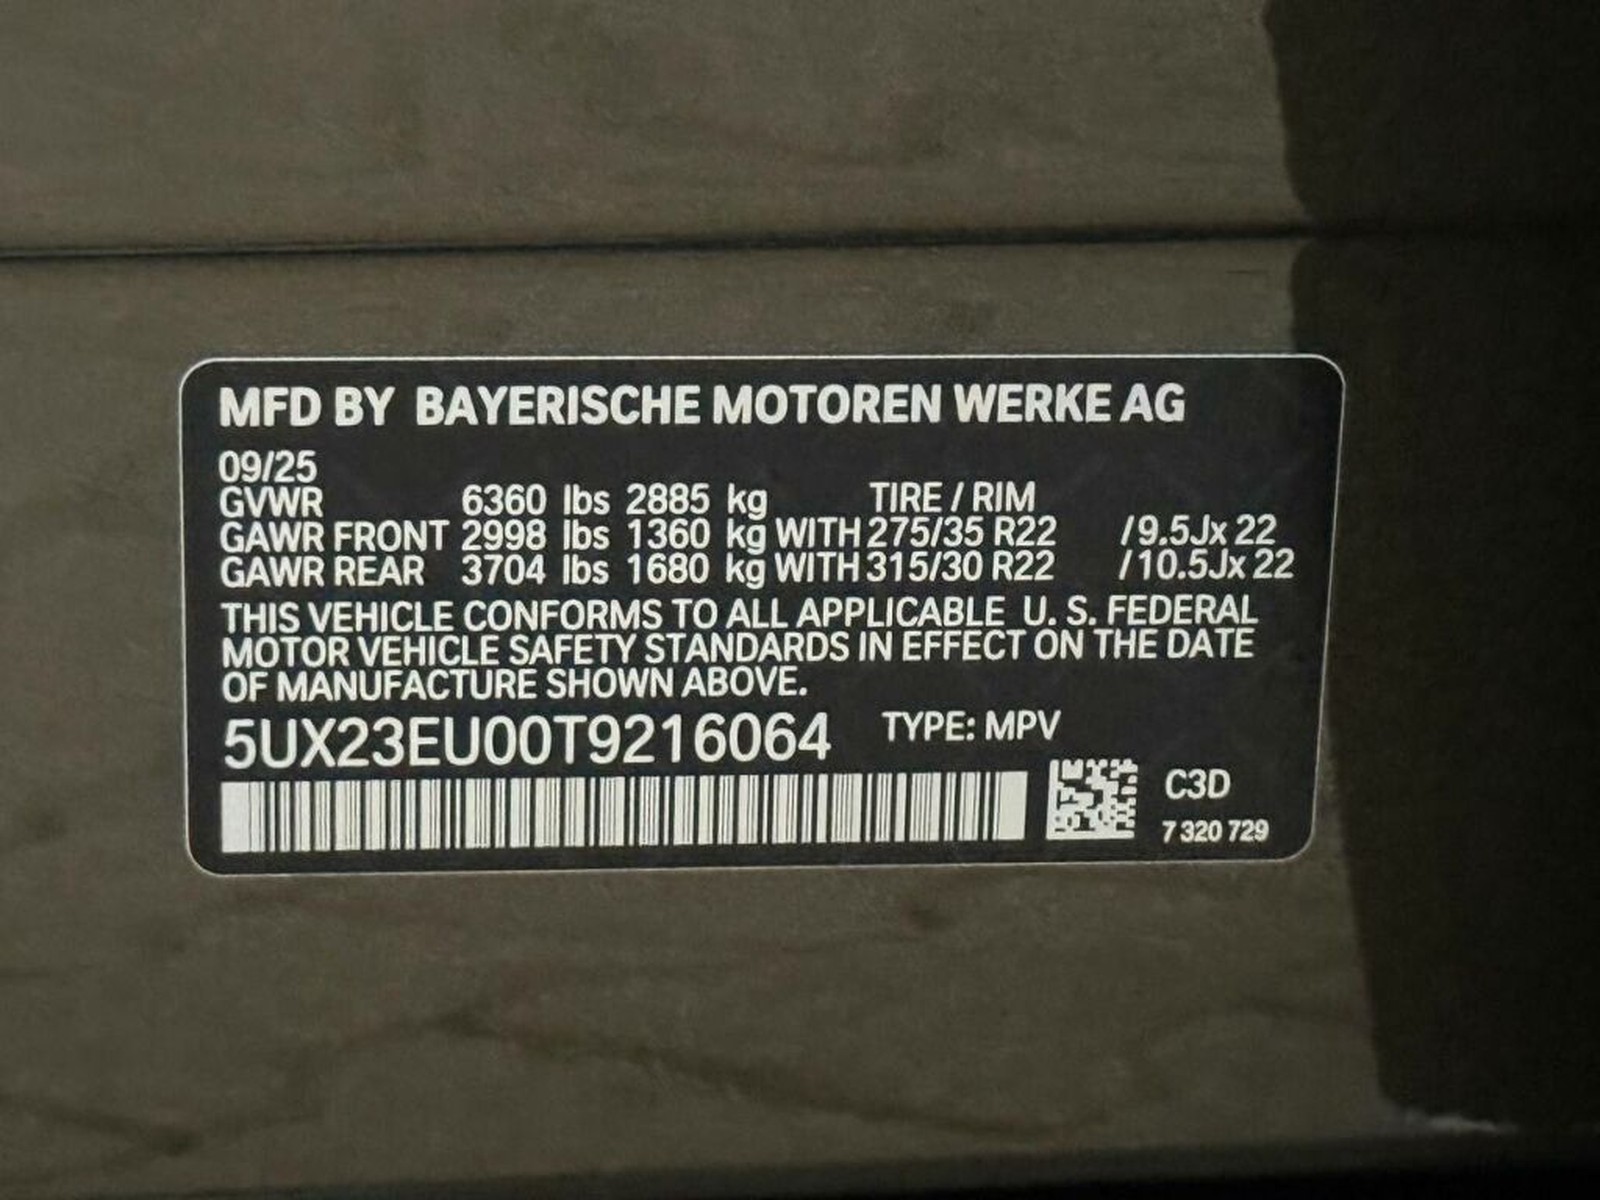 MFD BY BAYERISCHE MOTOREN WERKE AG
09/25
GVWR 6360 lbs 2885 kg TIRE / RIM
GAWR FRONT 2998 lbs 1360 kg WITH 275/35 R22 /9.5Jx 22
GAWR REAR 3704 lbs 1680 kg WITH 315/30 R22 /10.5Jx 22
THIS VEHICLE CONFORMS TO ALL APPLICABLE U. S. FEDERAL
MOTOR VEHICLE SAFETY STANDARDS IN EFFECT ON THE DATE
OF MANUFACTURE SHOWN ABOVE.
5UX23EU00T9216064 TYPE: MPV
C3D
7 320 729